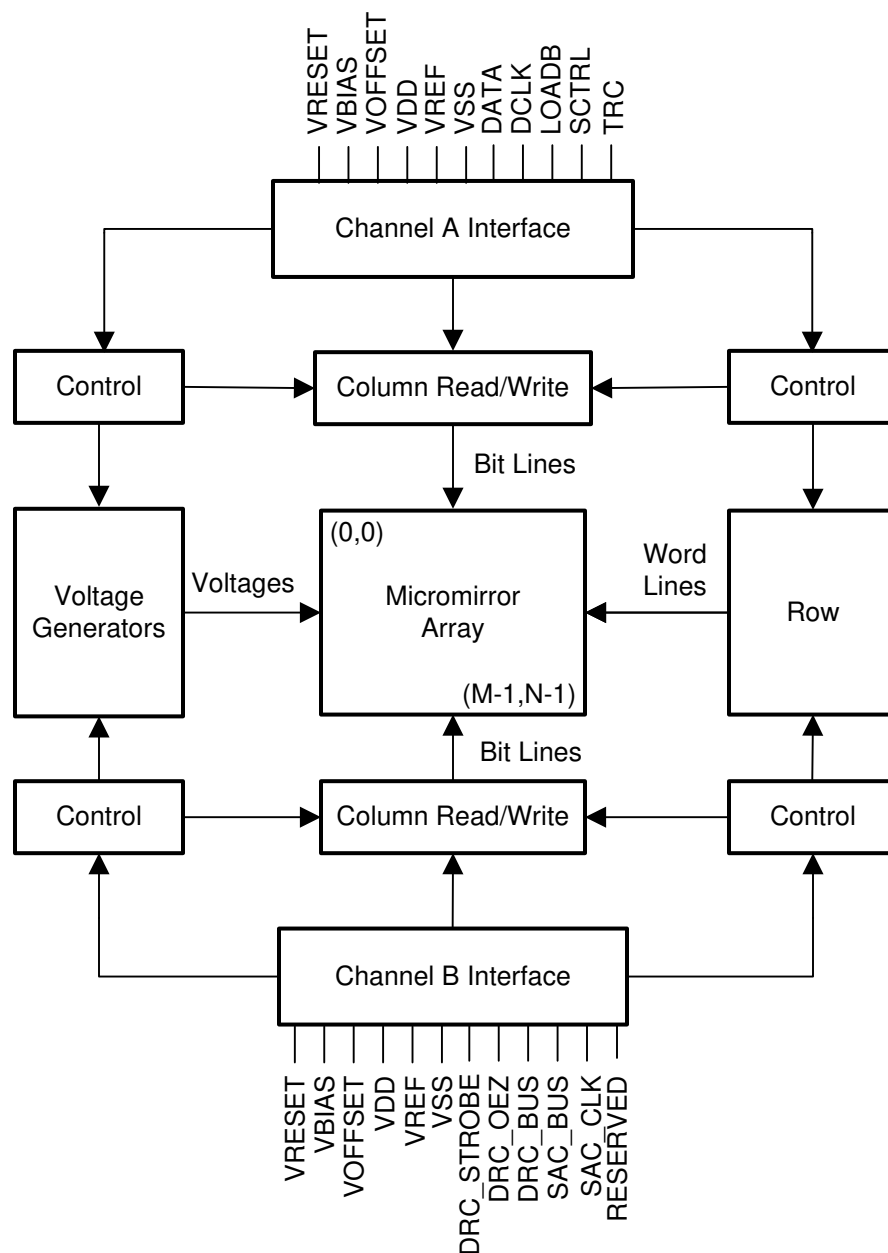 VRESET
VBIAS
VOFFSET
VDD
VREF
VSS
DATA
DCLK
LOADB
SCTRL
TRC
Channel A Interface
Control
Column Read/Write
Control
Bit Lines
(0,0)
Voltage
Generators
Voltages
Micromirror
Array
Word
Lines
Row
(M-1,N-1)
Bit Lines
Control
Column Read/Write
Control
Channel B Interface
VRESET
VBIAS
VOFFSET
VDD
VREF
VSS
DRC_STROBE
DRC_OEZ
DRC_BUS
SAC_BUS
SAC_CLK
RESERVED